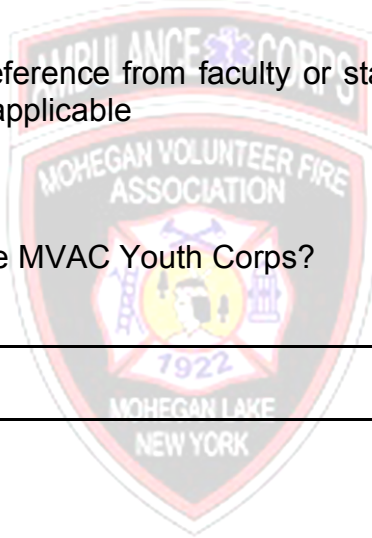 AMBULANCE CORPS
eference from faculty or sta
applicable
MOHEGAN VOLUNTEER FIRE
ASSOCIATION
e MVAC Youth Corps?
1922
MOHEGAN LAKE
NEW YORK